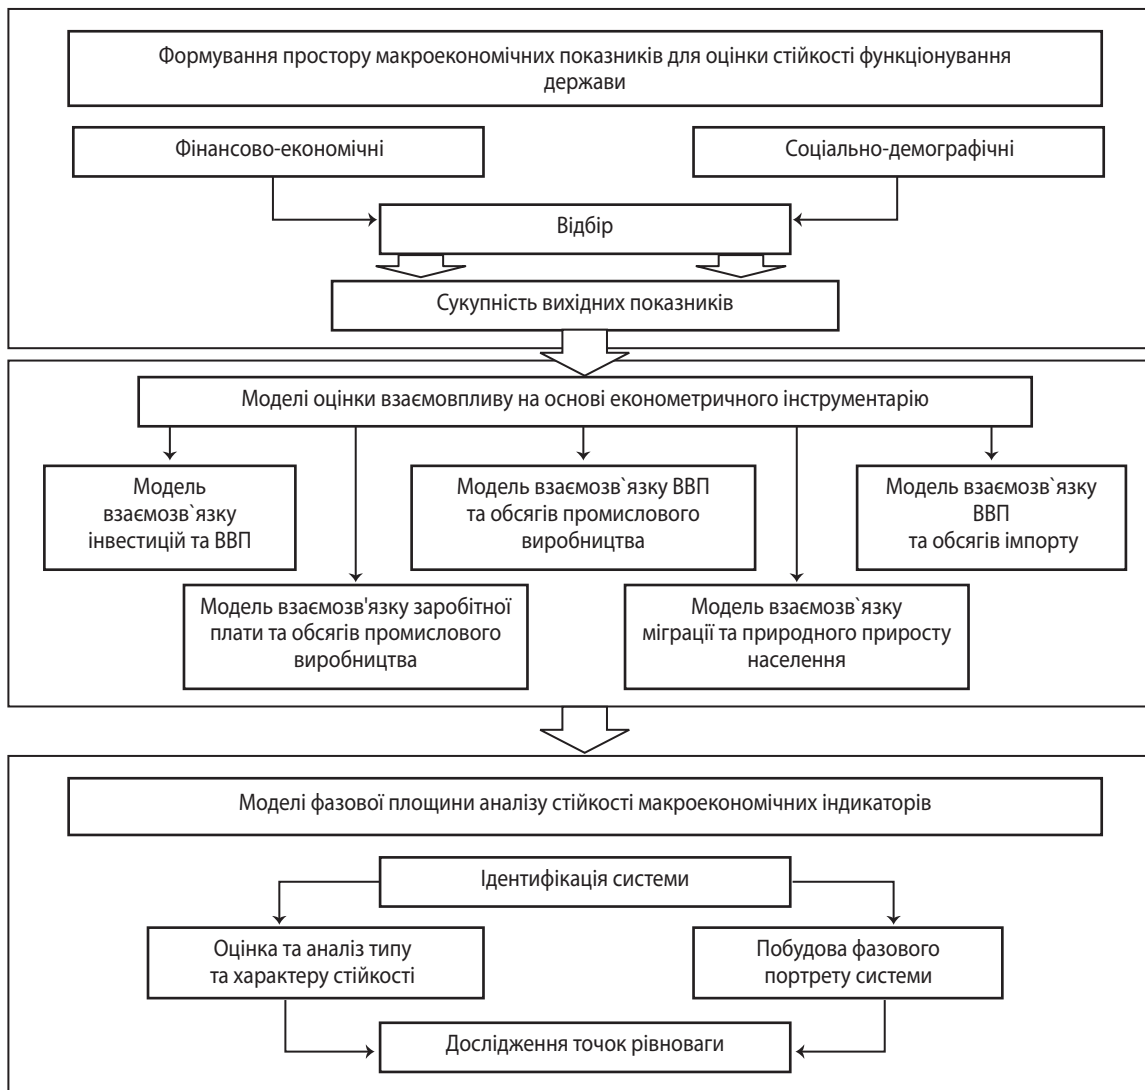 Формування простору макроекономічних показників для оцінки стійкості функціонування
держави
Фінансово-економічні
Соціально-демографічні
Відбір
Сукупність вихідних показників
Моделі оцінки взаємовпливу на основі економетричного інструментарію
Модель
взаємозв`язку
інвестицій та ВВП
Модель взаємозв`язку ВВП
та обсягів промислового
виробництва
Модель взаємозв`язку
ВВП
та обсягів імпорту
Модель взаємозв'язку заробітної
плати та обсягів промислового
виробництва
Модель взаємозв`язку
міграції та природного приросту
населення
Моделі фазової площини аналізу стійкості макроекономічних індикаторів
Ідентифікація системи
Оцінка та аналіз типу
та характеру стійкості
Побудова фазового
портрету системи
Дослідження точок рівноваги